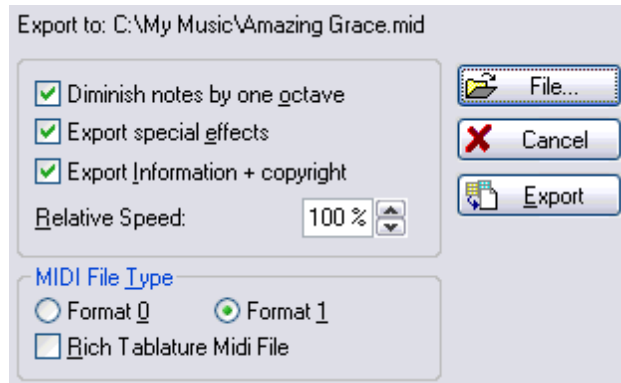 Export to: C:\My Music\Amazing Grace.mid
Diminish notes by one octave
Export special effects
Export Information + copyright
Relative Speed: 100 %
File...
Cancel
Export
MIDI File Type
Format 0 Format 1
Rich Tablature Midi File